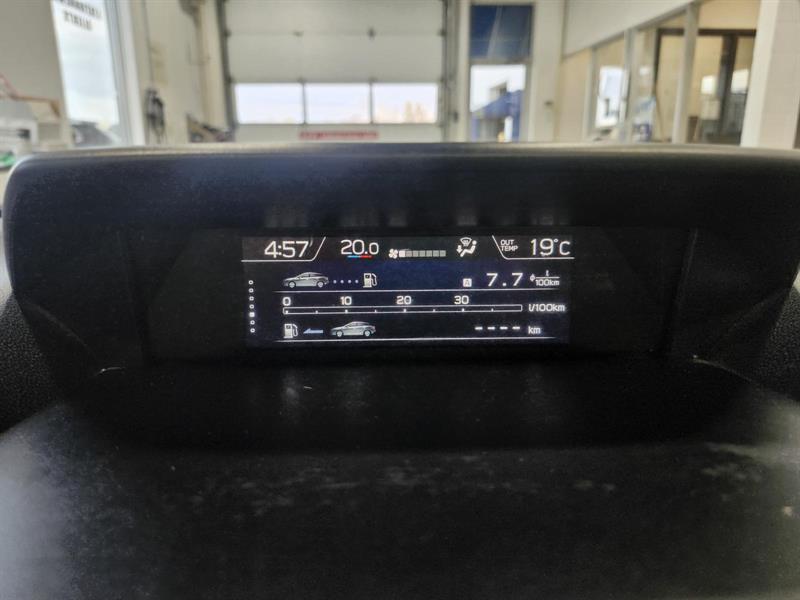 4:57 20.0 OUT TEMP 19°C
A 7.7 ℓ/100km
0 10 20 30
l/100km
---- km